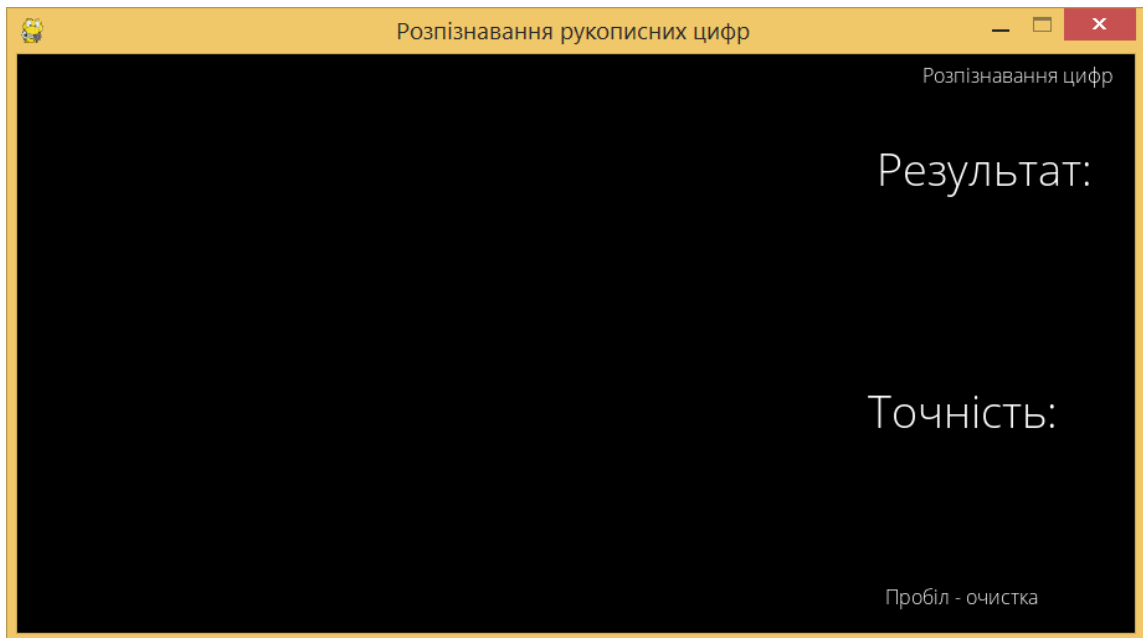 Розпізнавання рукописних цифр
Розпізнавання цифр
Результат:
Точність:
Пробіл - очистка